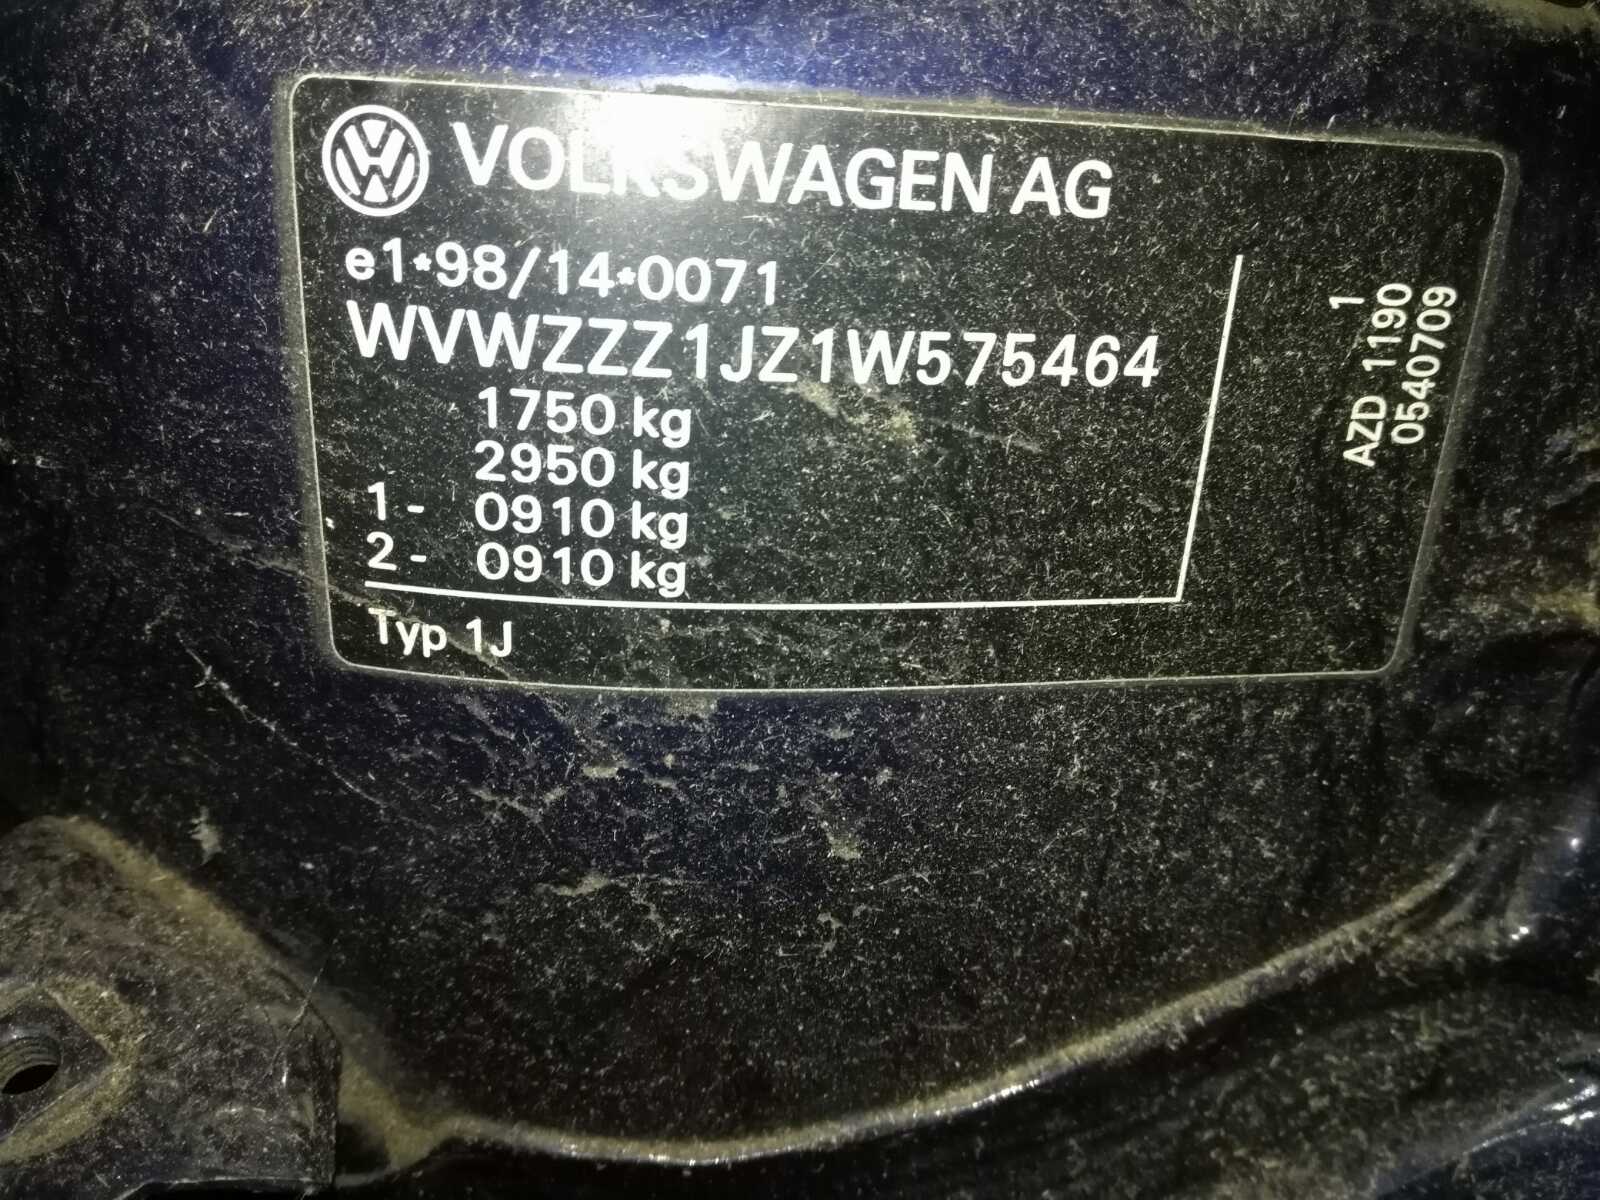 VOLKSWAGEN AG
e1*98/14*0071
WVWZZZ1JZ1W575464
1750 kg
2950 kg
1- 0910 kg
2- 0910 kg
Typ 1J
1
AZD 1190
0540709